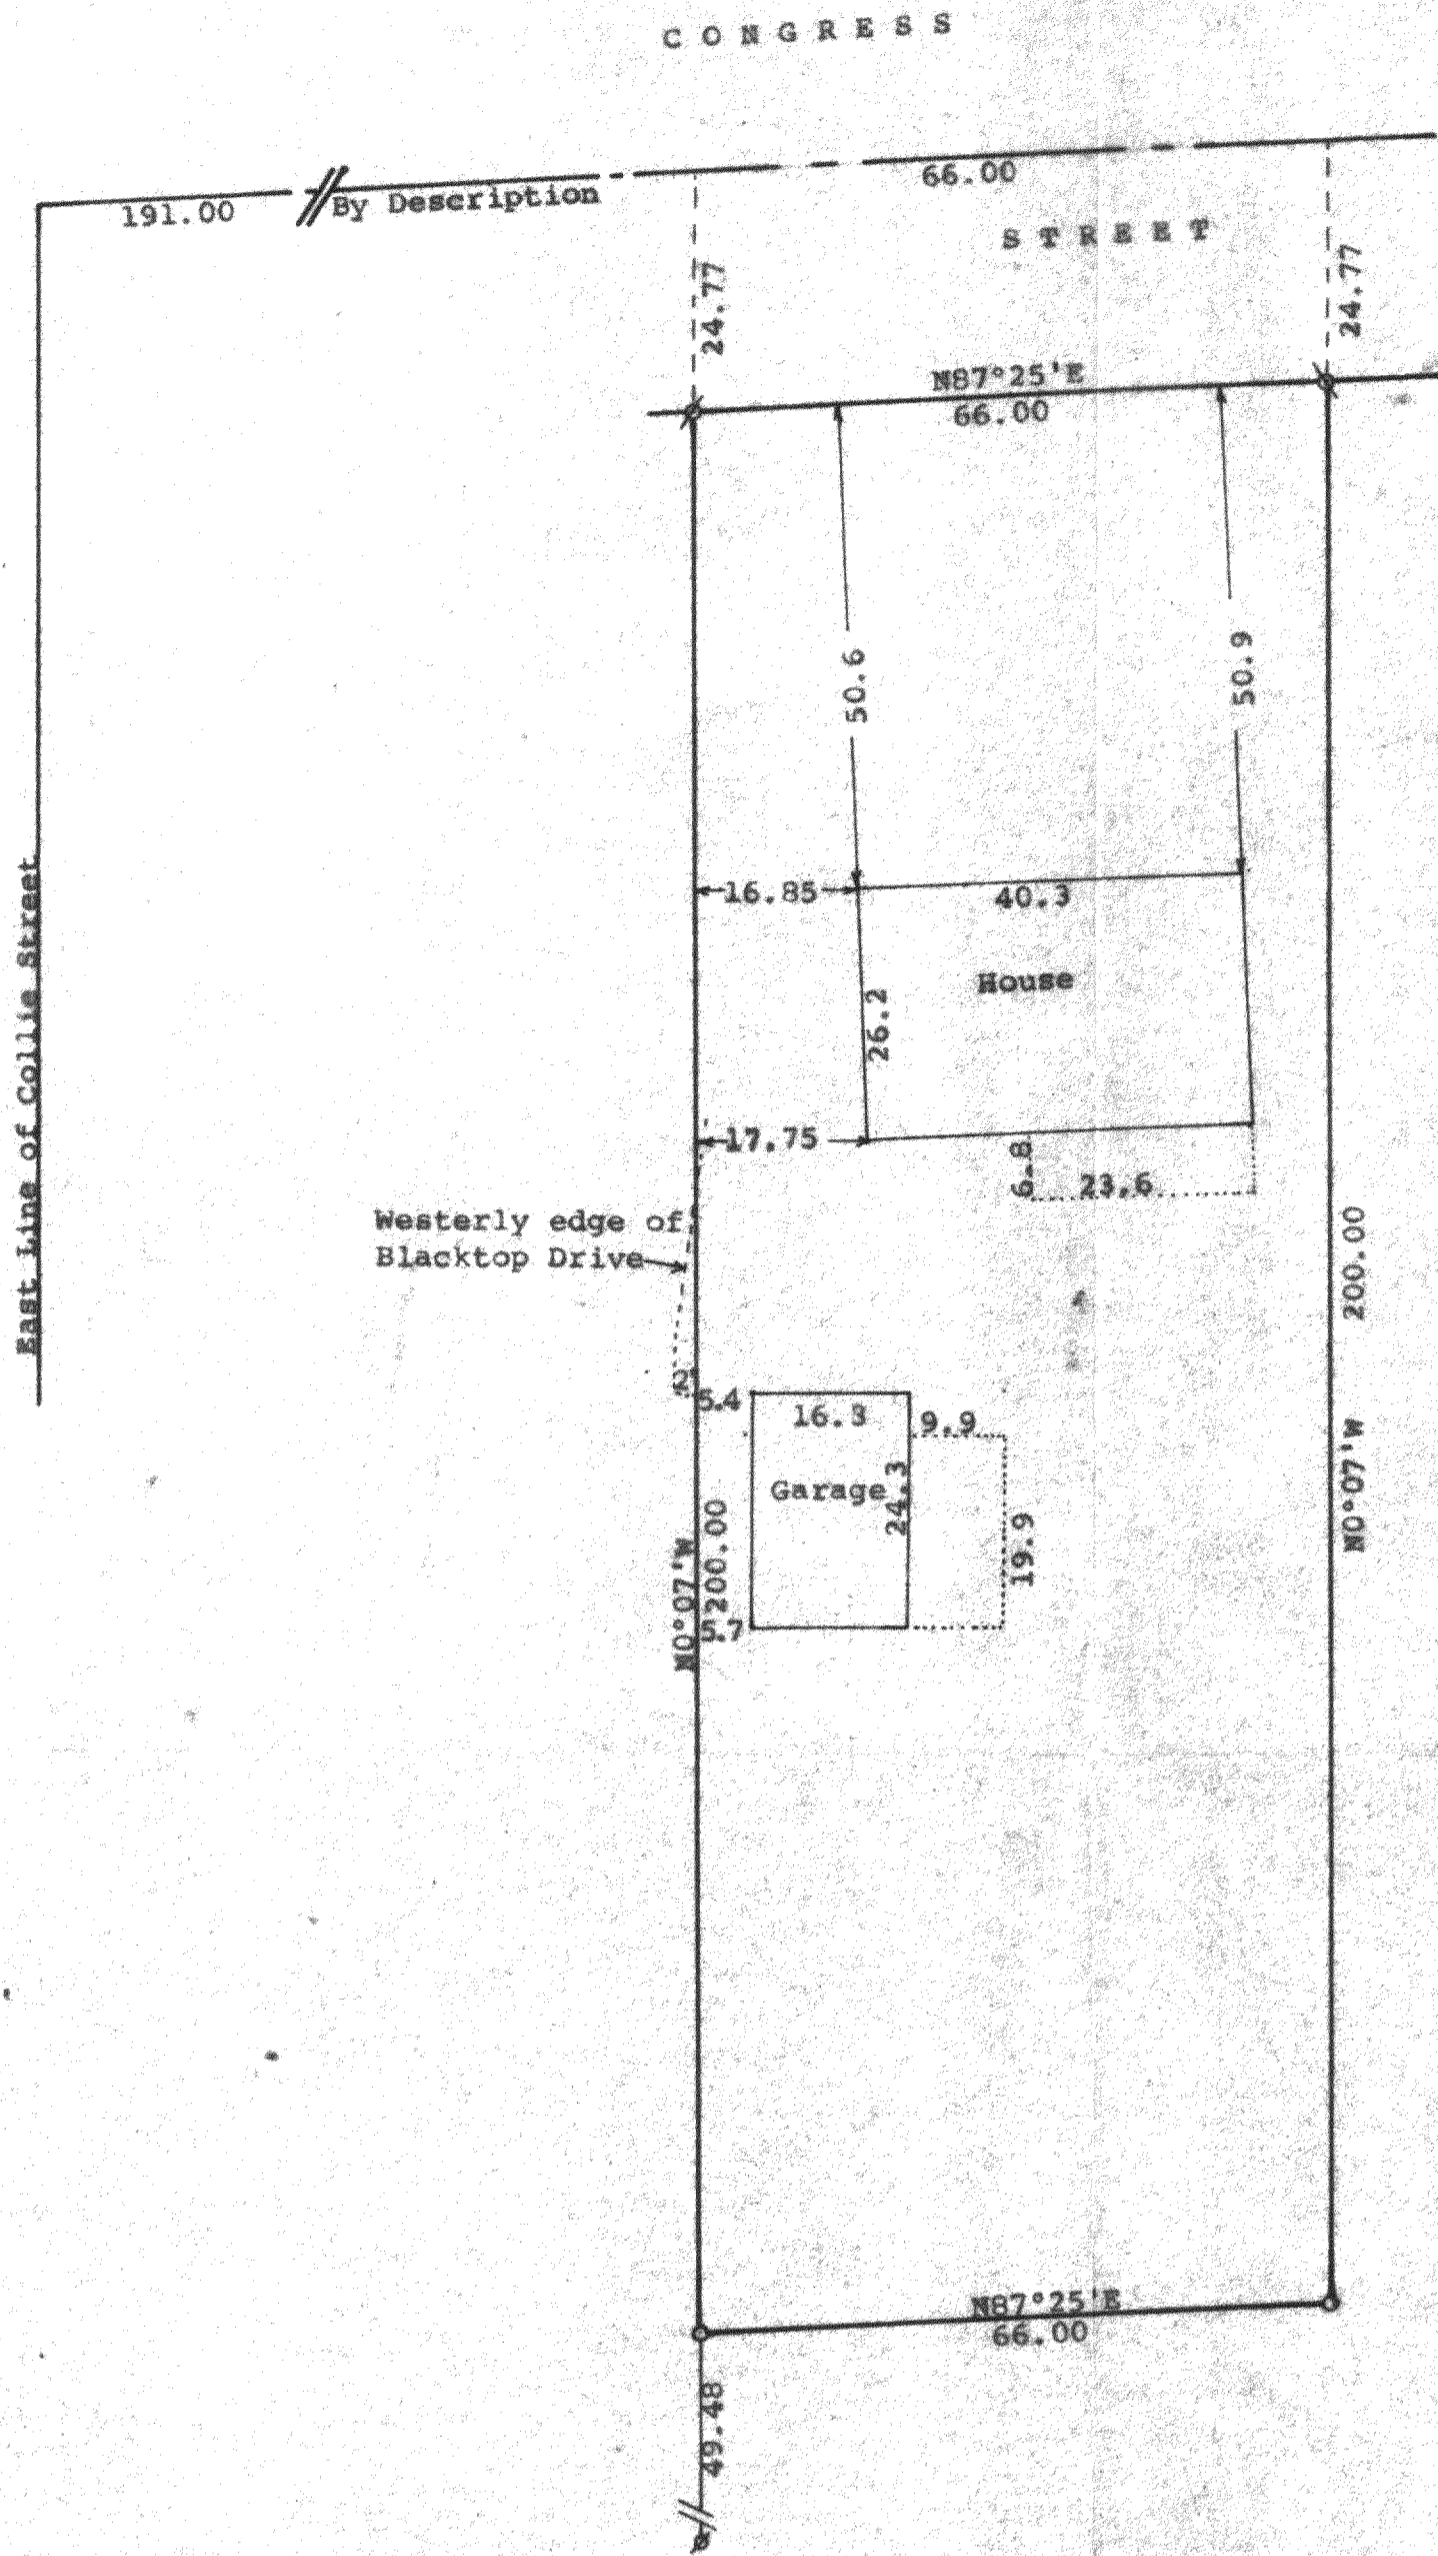 CONGRESS
66.00
191.00
By Description
STREET
24.77
24.77
N87°25'E
66.00
50.6
50.9
16.85
40.3
House
26.2
East Line of Collie Street
17.75
6.8
23.6
Westerly edge of
Blacktop Drive
200.00
2'
5.4
16.3
9.9
Garage
24.3
N0°07'W
200.00
19.9
N0°07'W
5.7
N87°25'E
66.00
49.48